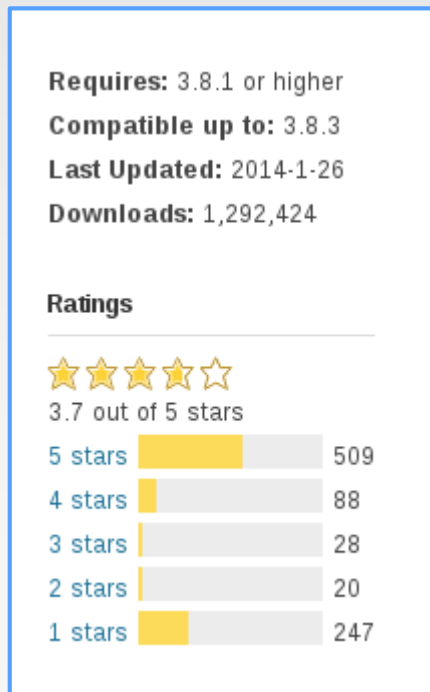 Requires: 3.8.1 or higher
Compatible up to: 3.8.3
Last Updated: 2014-1-26
Downloads: 1,292,424
Ratings
3.7 out of 5 stars
5 stars 509
4 stars 88
3 stars 28
2 stars 20
1 stars 247